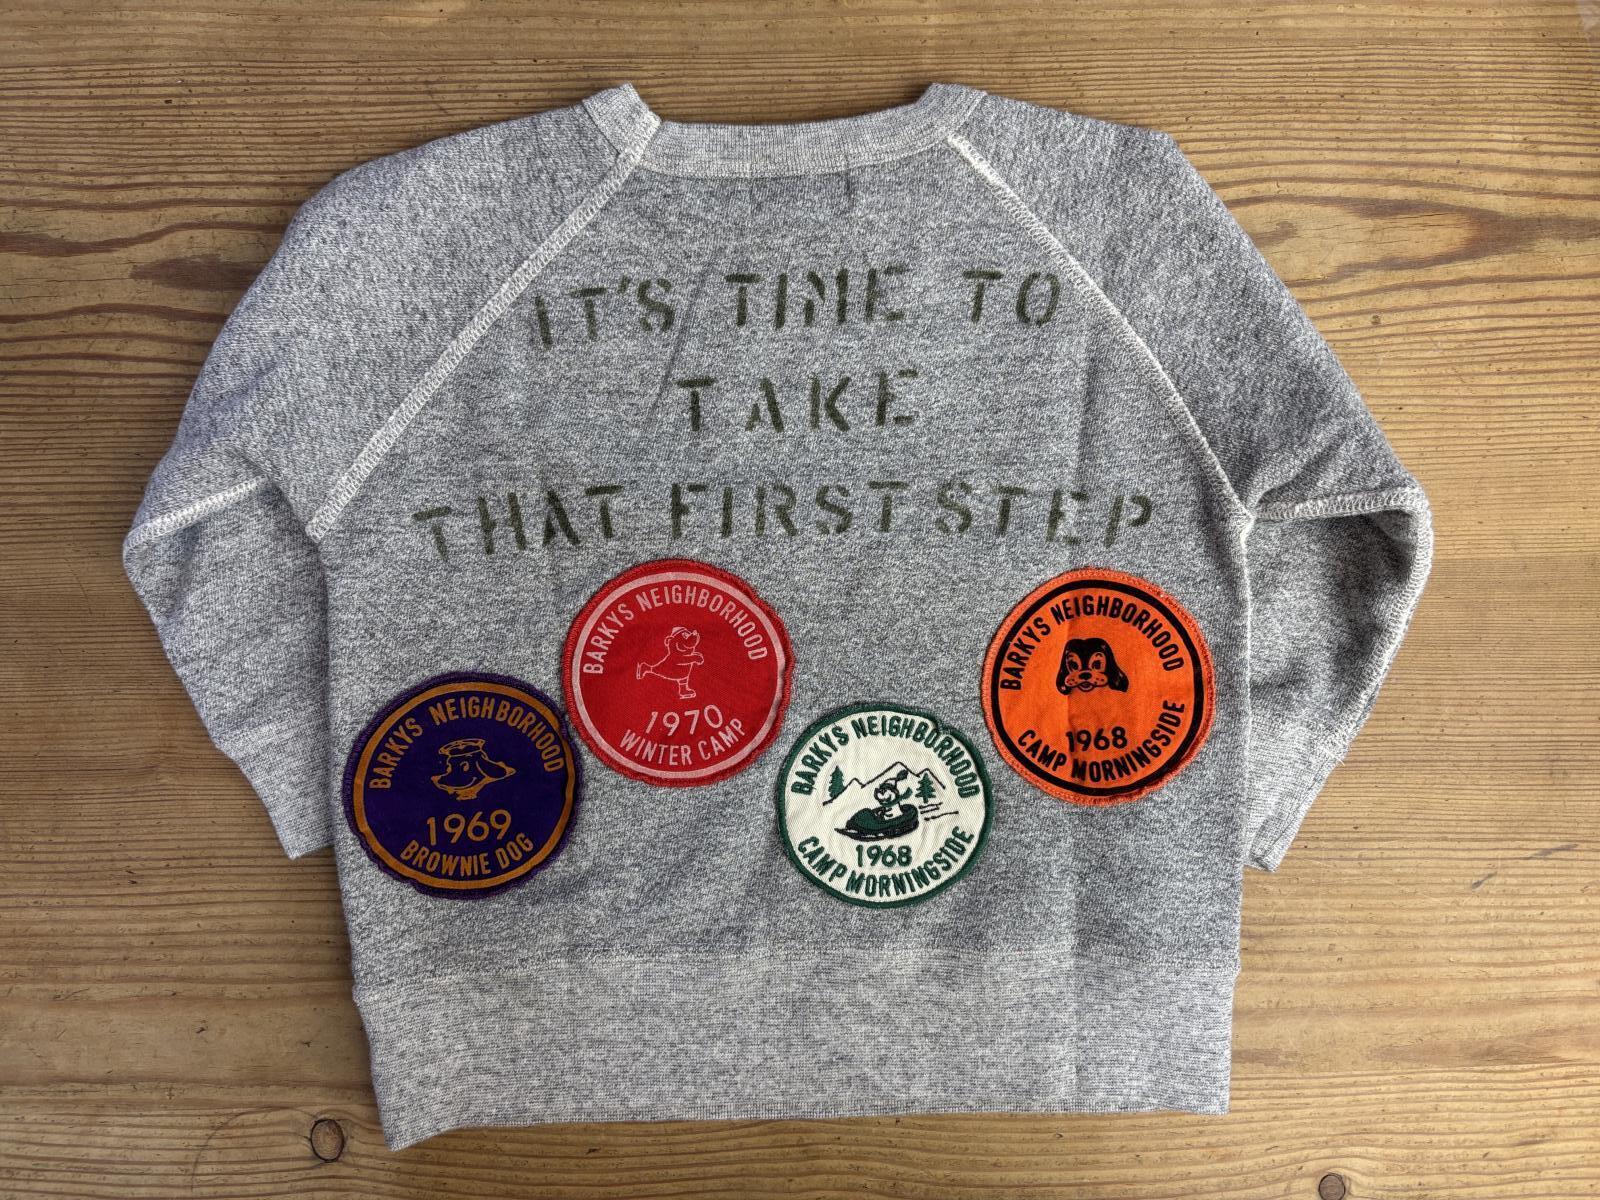 IT'S TIME TO
TAKE
THAT FIRST STEP
BARKYS NEIGHBORHOOD
1969
BROWNIE DOG
BARKYS NEIGHBORHOOD
1970
WINTER CAMP
BARKYS NEIGHBORHOOD
1968
CAMP MORNINGSIDE
BARKYS NEIGHBORHOOD
1968
CAMP MORNINGSIDE